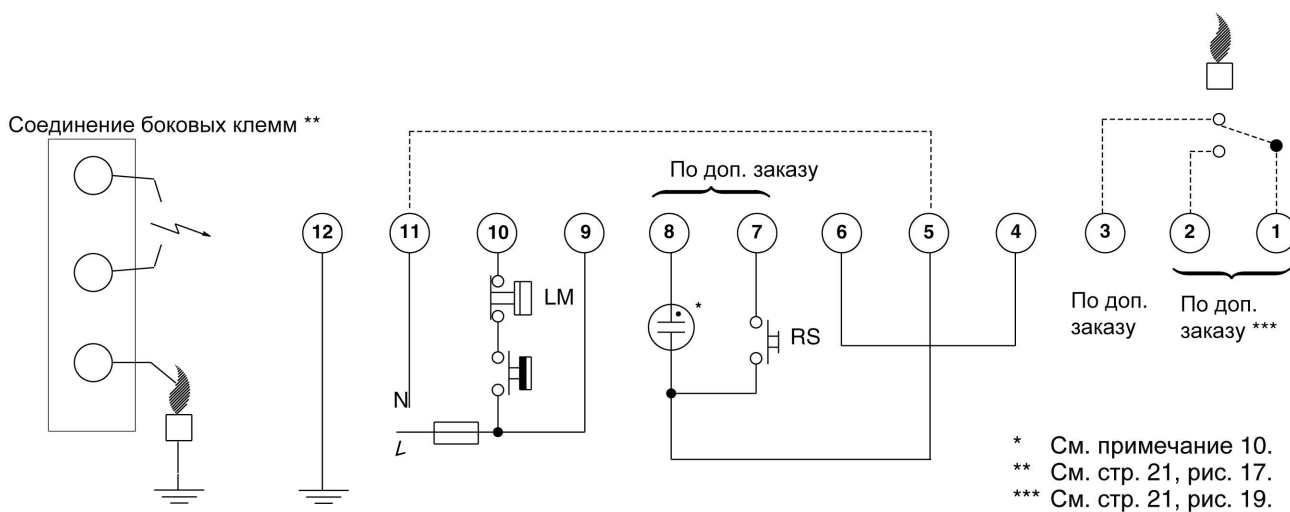 Соединение боковых клемм **
По доп. заказу
12
11
10
9
8
7
6
5
4
3
2
1
LM
*
RS
По доп.
заказу
По доп.
заказу ***
N
L
* См. примечание 10.
** См. стр. 21, рис. 17.
*** См. стр. 21, рис. 19.